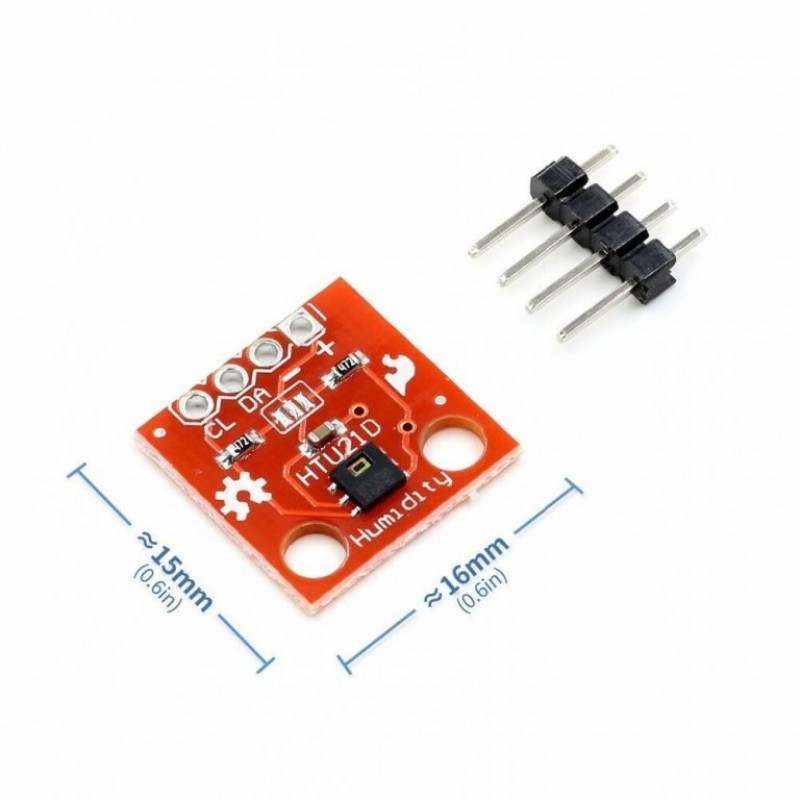 CL DA - +
472
472
HTU21D
Humidity
≈15mm
(0.6in)
≈16mm
(0.6in)